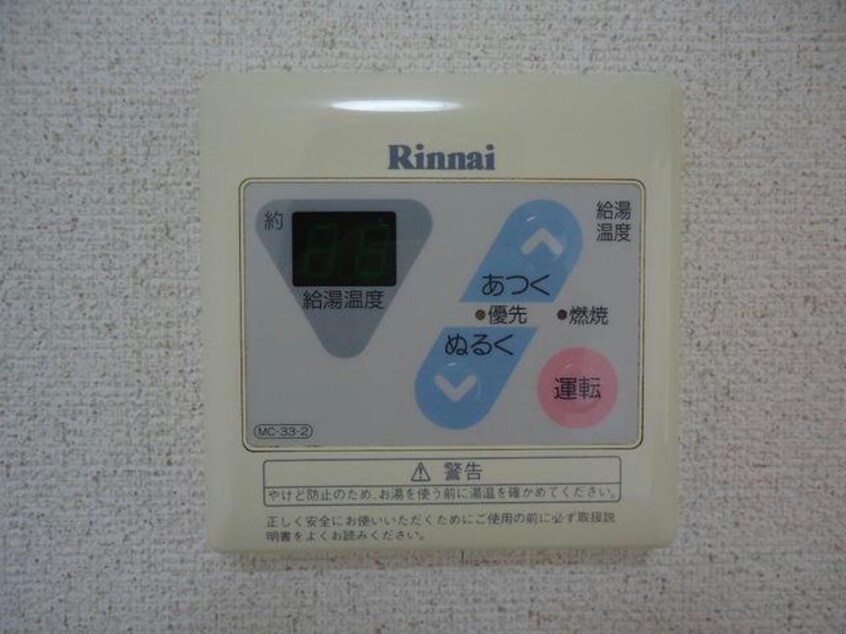 Rinnai
約
給湯温度
給湯
温度
あつく
優先
燃焼
ぬるく
運転
MC-33-2
⚠ 警告
やけど防止のため、お湯を使う前に湯温を確かめてください。
正しく安全にお使いいただくためにご使用の前に必ず取扱説
明書をよくお読みください。